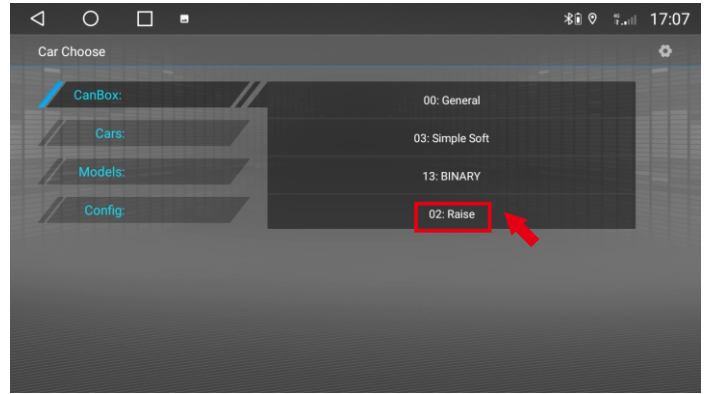 17:07
Car Choose
CanBox:
Cars:
Models:
Config:
00: General
03: Simple Soft
13: BINARY
02: Raise